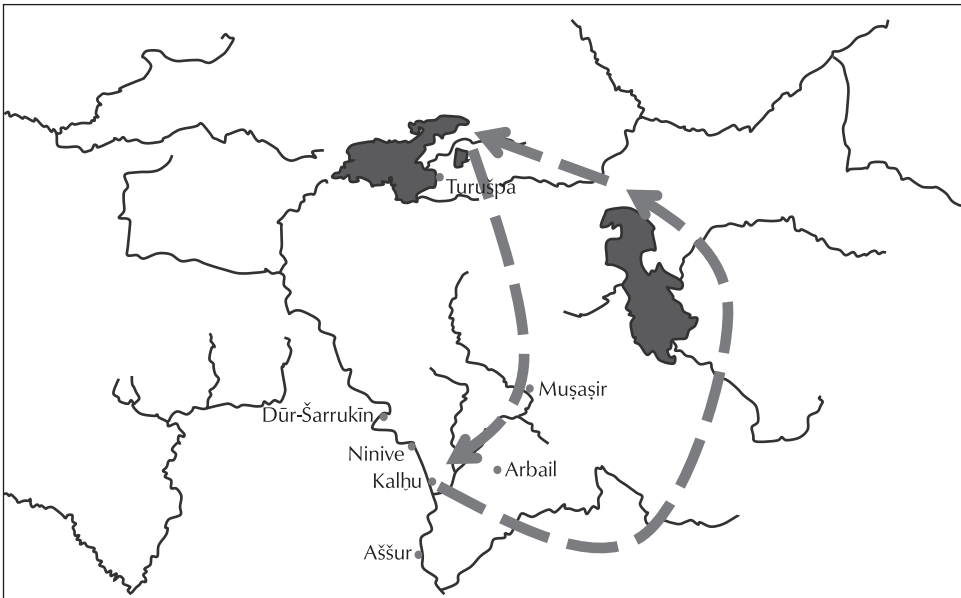 Turušpa
Muṣaṣir
Dūr-Šarrukīn
Ninive
Arbail
Kalḫu
Aššur